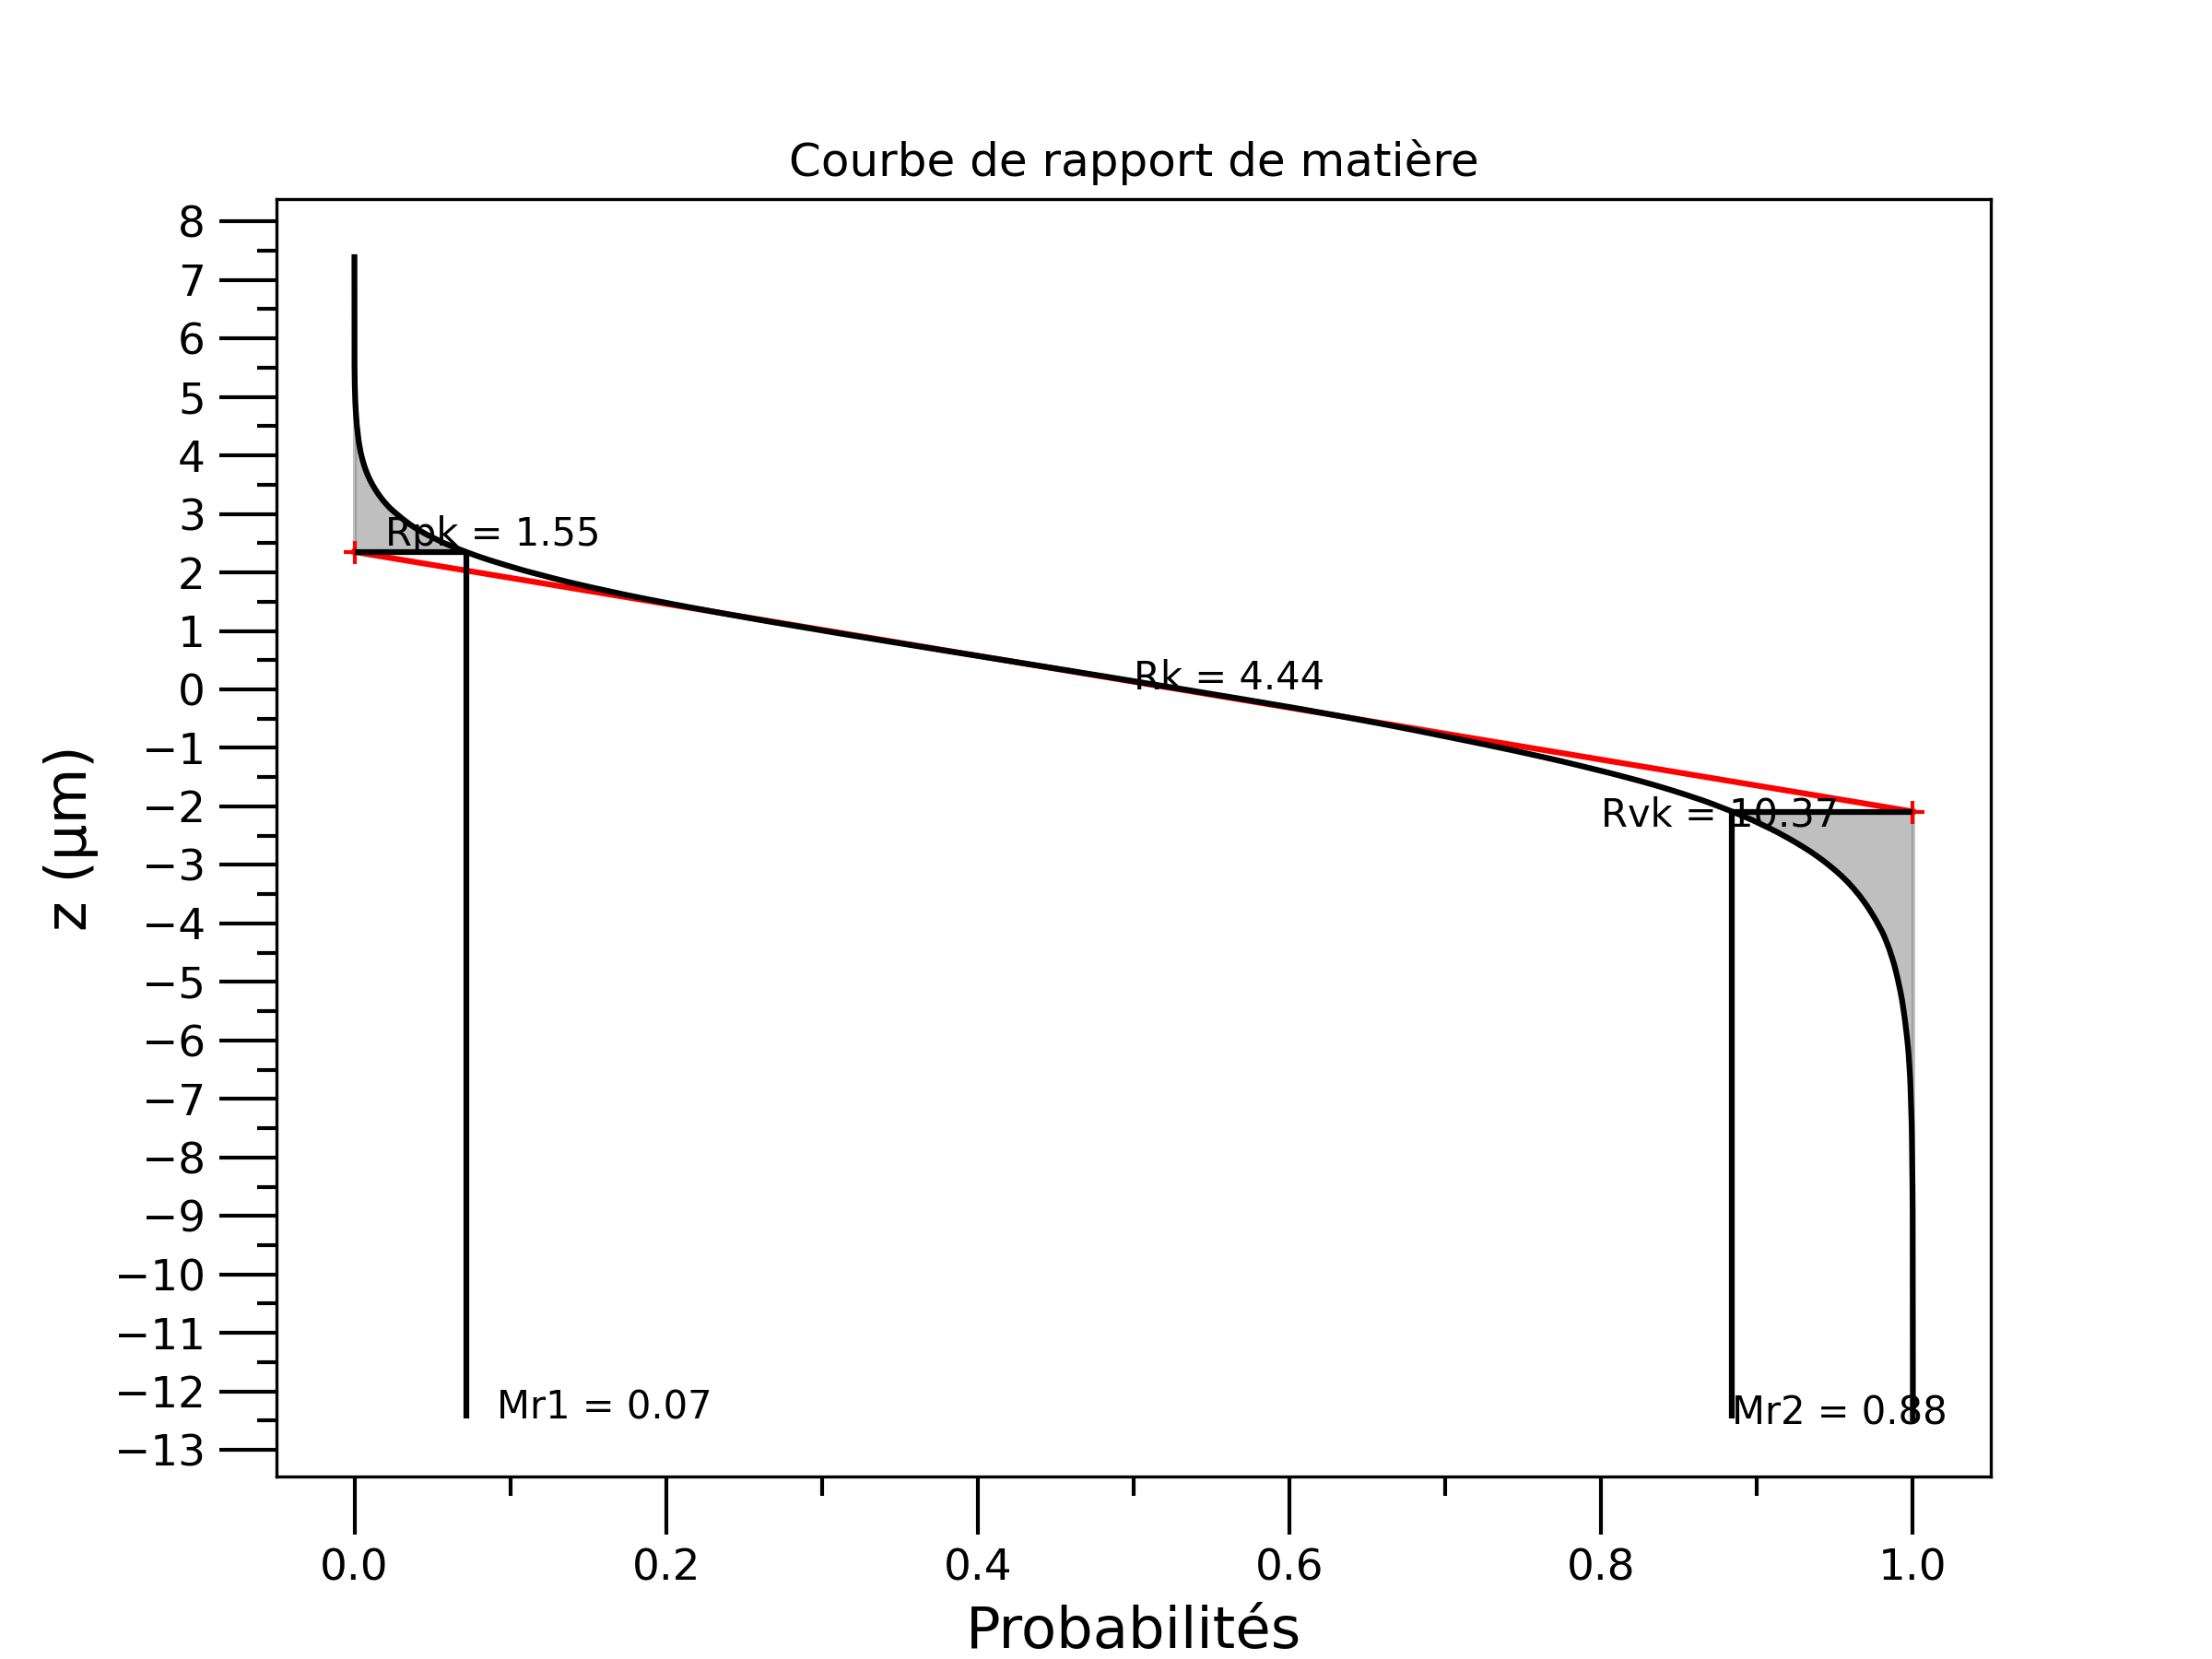 Courbe de rapport de matière
8
7
6
5
4
3
2
1
0
−1
−2
−3
−4
−5
−6
−7
−8
−9
−10
−11
−12
−13
z (µm)
Rpk = 1.55
Rk = 4.44
Rvk = 10.37
Mr1 = 0.07
Mr2 = 0.88
0.0 0.2 0.4 0.6 0.8 1.0
Probabilités